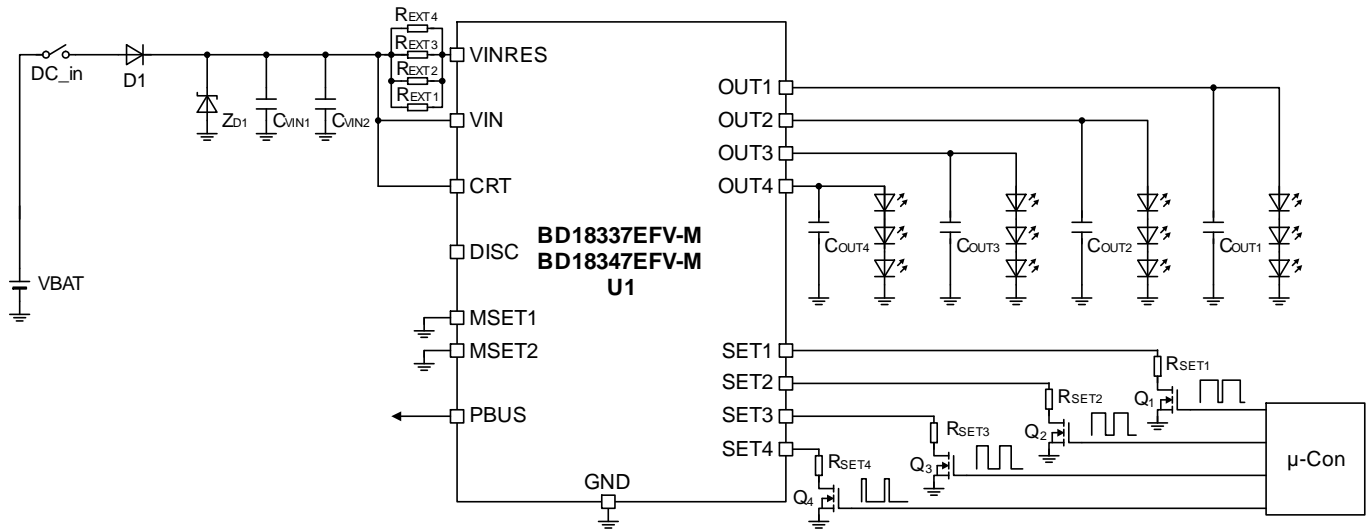 REXT4
REXT3
REXT2
REXT1
DC_in
D1
ZD1
CVIN1
CVIN2
VBAT
VINRES
VIN
CRT
DISC
MSET1
MSET2
PBUS
GND
BD18337EFV-M
BD18347EFV-M
U1
OUT1
OUT2
OUT3
OUT4
SET1
SET2
SET3
SET4
COUT4
COUT3
COUT2
COUT1
RSET1
Q1
RSET2
Q2
RSET3
Q3
RSET4
Q4
μ-Con